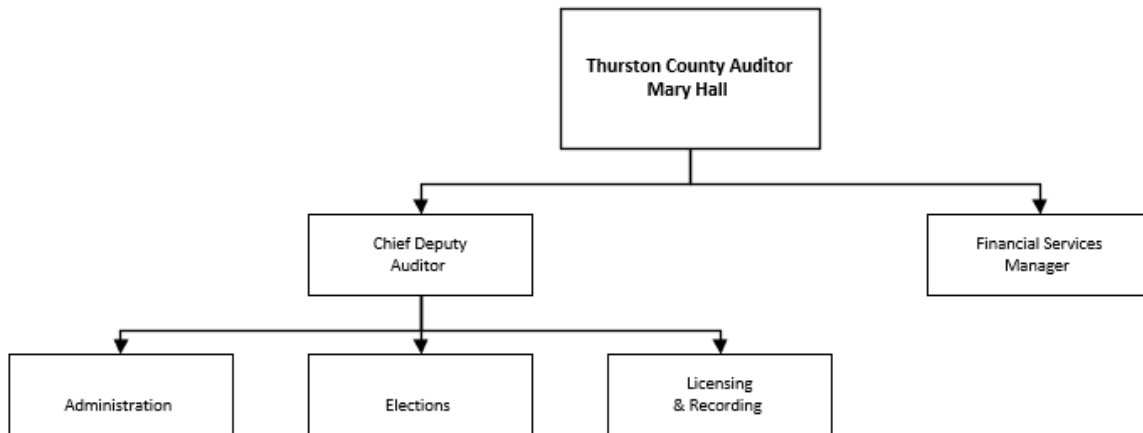 Thurston County Auditor
Mary Hall
Chief Deputy
Auditor
Financial Services
Manager
Administration
Elections
Licensing
& Recording